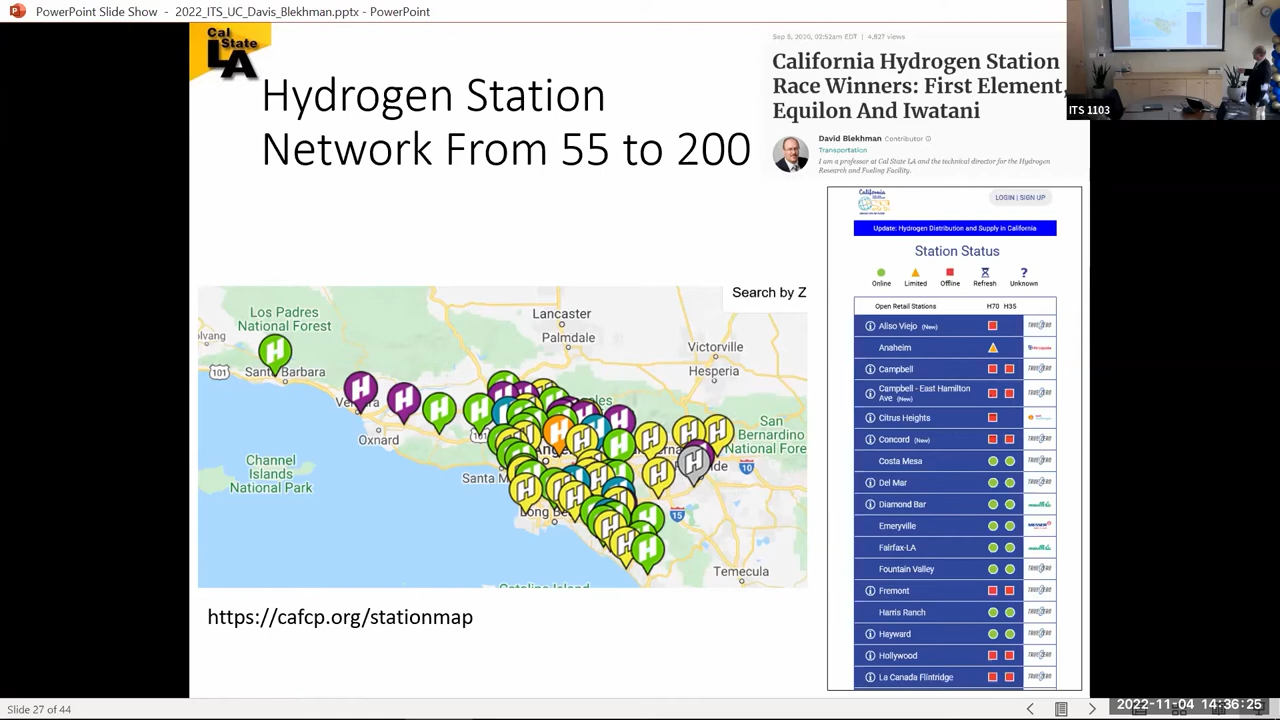 PowerPoint Slide Show - 2022_ITS_UC_Davis_Blekhman.pptx - PowerPoint
Cal
State
LA
Hydrogen Station
Network From 55 to 200
Sep 8, 2020, 02:52am EDT | 4,827 views
California Hydrogen Station
Race Winners: First Element,
Equilon And Iwatani
David Blekhman Contributor
Transportation
I am a professor at Cal State LA and the technical director for the Hydrogen
Research and Fueling Facility.
ITS 1103
California
LOGIN | SIGN UP
Update: Hydrogen Distribution and Supply in California
Station Status
Online Limited Offline Refresh Unknown
Open Retail Stations H70 H35
Aliso Viejo (New)
Anaheim
Campbell
Campbell - East Hamilton
Ave (New)
Citrus Heights
Concord (New)
Costa Mesa
Del Mar
Diamond Bar
Emeryville
Fairfax-LA
Fountain Valley
Fremont
Harris Ranch
Hayward
Hollywood
La Canada Flintridge
Search by Z
Los Padres
National Forest
Lancaster
Palmdale
Victorville
Hesperia
101
Santa Barbara
Oxnard
San
Bernardino
National Fore
10
Channel
Islands
National Park
Santa M
Long Be
15
Temecula
Catalina Island
https://cafcp.org/stationmap
Slide 27 of 44
2022-11-04 14:36:25